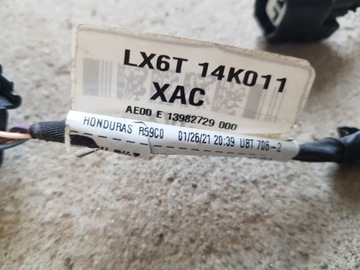 LX6T 14K011
XAC
AE00 E 13982729 000
HONDURAS R59C0 01/26/21 20:39 UBT 706-2